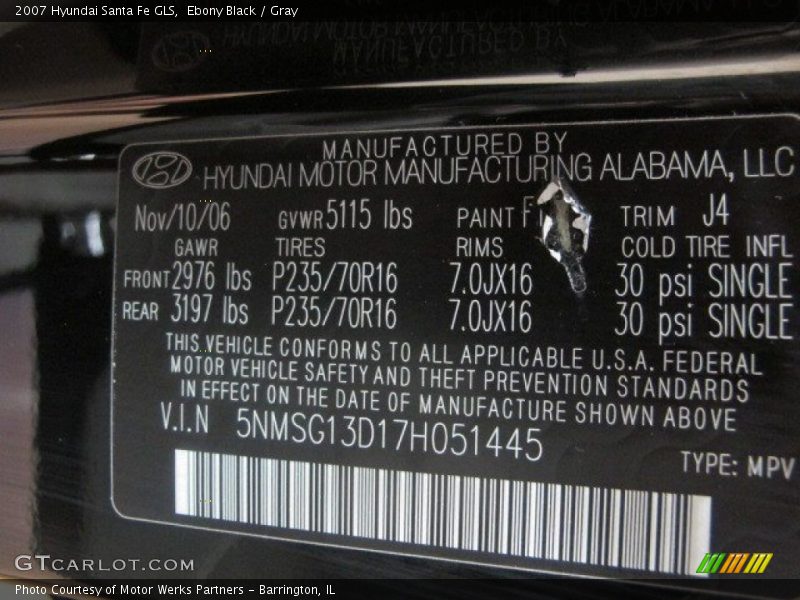 2007 Hyundai Santa Fe GLS, Ebony Black / Gray
MANUFACTURED BY
HYUNDAI MOTOR MANUFACTURING ALABAMA, LLC
Nov/10/06 GVWR 5115 lbs PAINT TRIM J4
GAWR TIRES RIMS COLD TIRE INFL
FRONT 2976 lbs P235/70R16 7.0JX16 30 psi SINGLE
REAR 3197 lbs P235/70R16 7.0JX16 30 psi SINGLE
THIS VEHICLE CONFORMS TO ALL APPLICABLE U.S.A. FEDERAL
MOTOR VEHICLE SAFETY AND THEFT PREVENTION STANDARDS
IN EFFECT ON THE DATE OF MANUFACTURE SHOWN ABOVE
V.I.N 5NMSG13D17H051445
TYPE: MPV
GTCARLOT.COM
Photo Courtesy of Motor Werks Partners - Barrington, IL